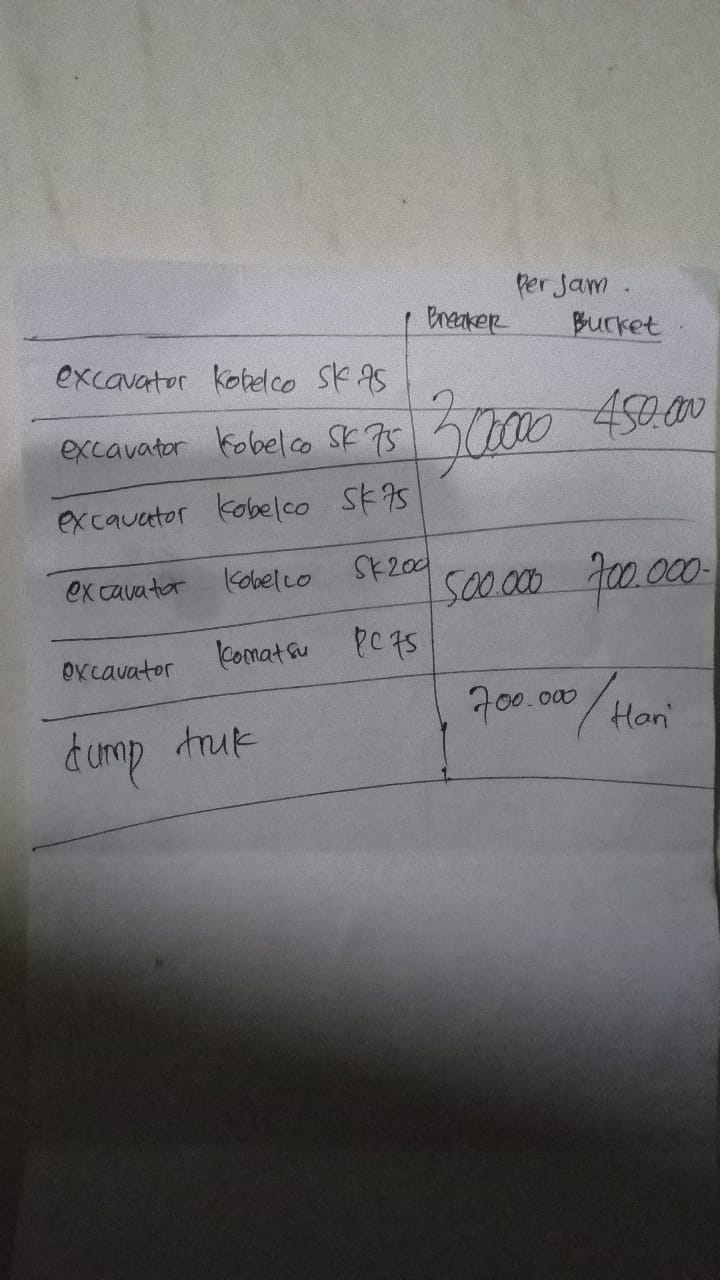 Per Jam.
Breaker Bucket
excavator Kobelco SK 75
excavator Kobelco SK 75 300.000 450.000
excavator Kobelco SK 75
excavator Kobelco SK200 500.000 700.000-
excavator Komatsu PC 75
dump truk 700.000/Hari